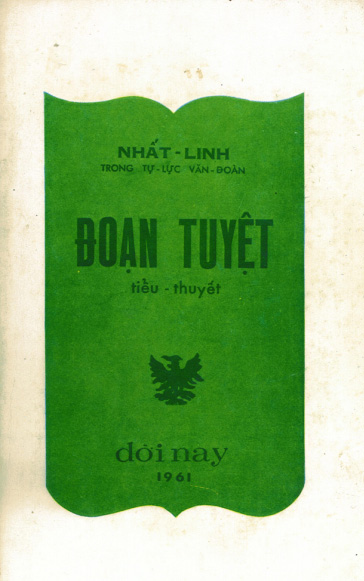 NHẤT - LINH
TRONG TỰ-LỰC VĂN-ĐOÀN
ĐOẠN TUYỆT
tiểu - thuyết
đời nay
1961